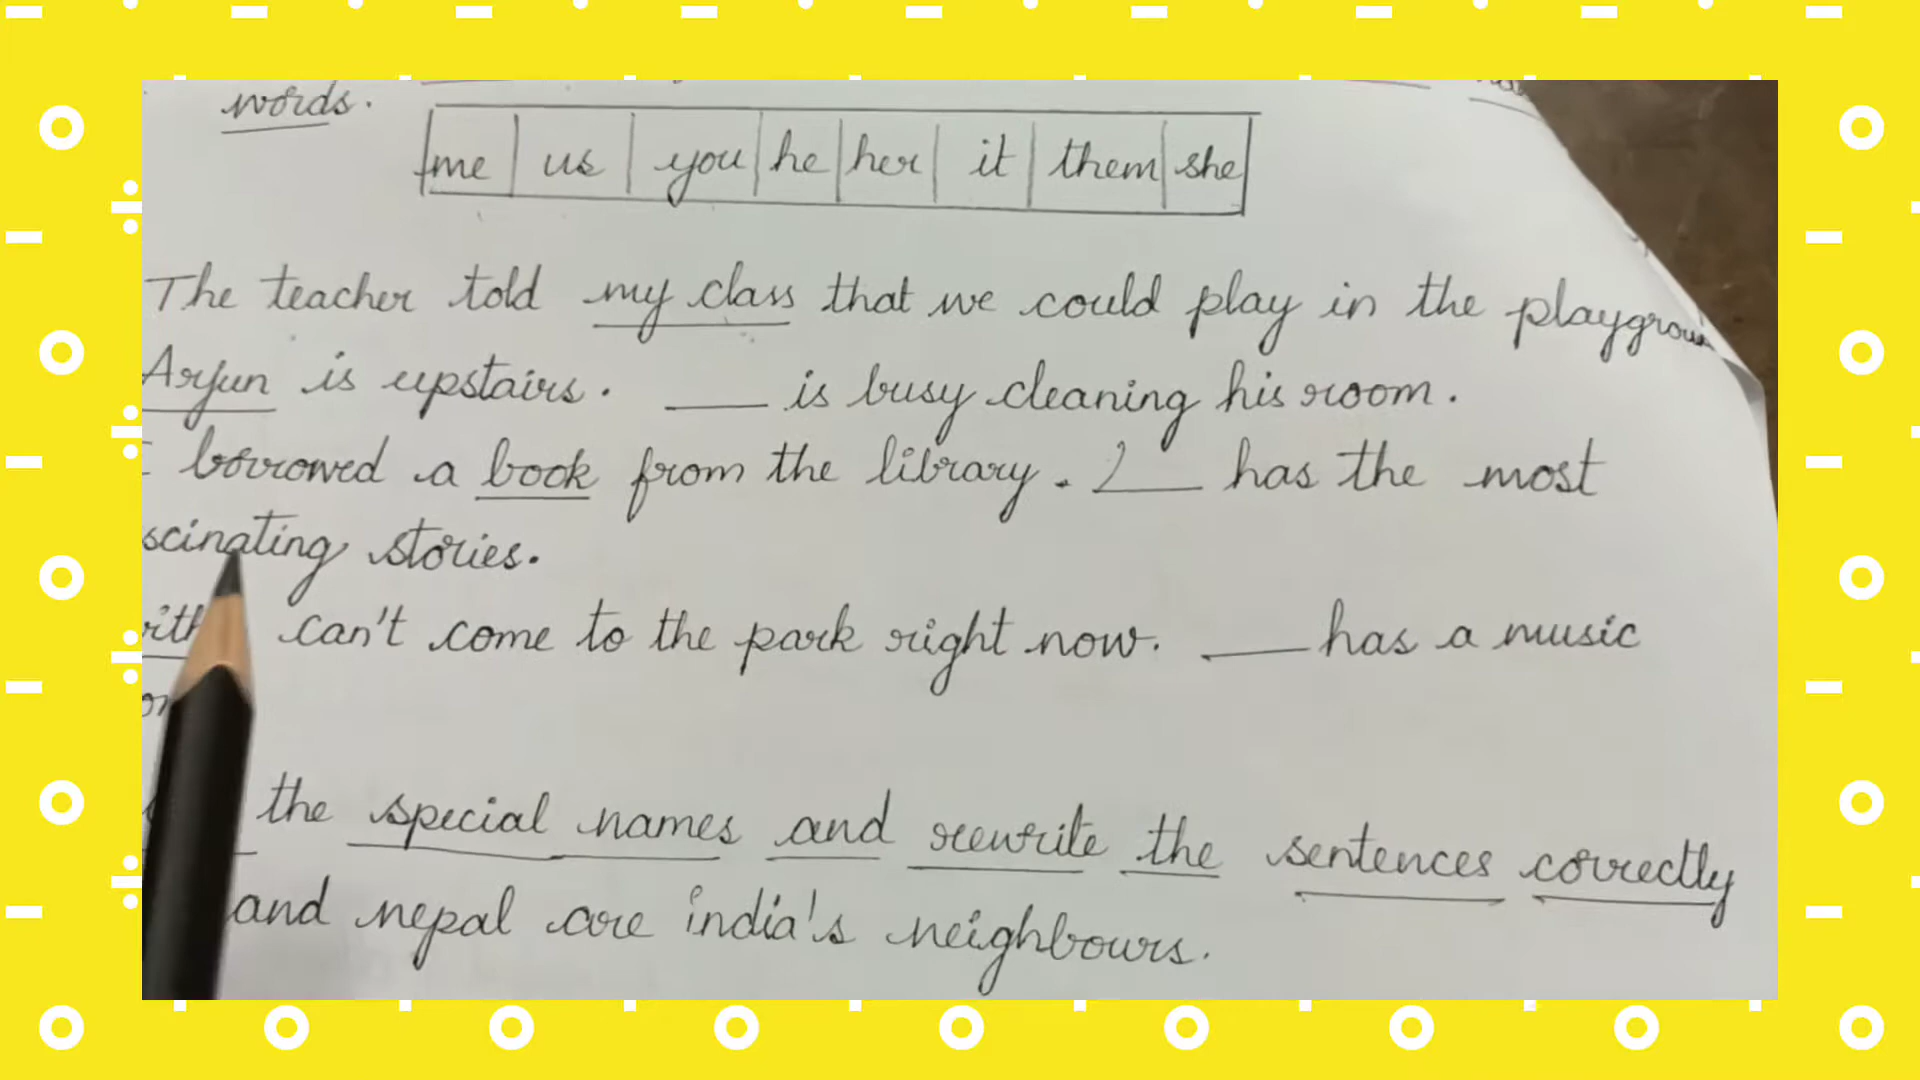 words.
me us you he her it them she
The teacher told my class that we could play in the
Arjun is upstairs. ___ is busy cleaning his room.
borrowed a book from the library. ___ has the most
scinating stories.
can't come to the park right now. ___ has a music
the special names and rewrite the sentences correctly
and nepal are india's neighbours.